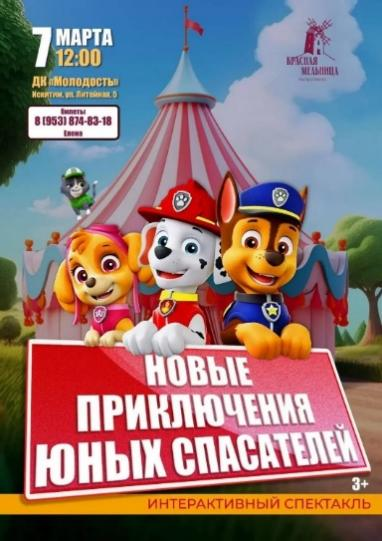 7 МАРТА
12:00
ДК «Молодость»
Искитим, ул. Литейная, 5
Билеты
8 (953) 874-83-18
Елена
КРАСНАЯ
МЕЛЬНИЦА
НОВЫЕ
ПРИКЛЮЧЕНИЯ
ЮНЫХ СПАСАТЕЛЕЙ
3+
ИНТЕРАКТИВНЫЙ СПЕКТАКЛЬ